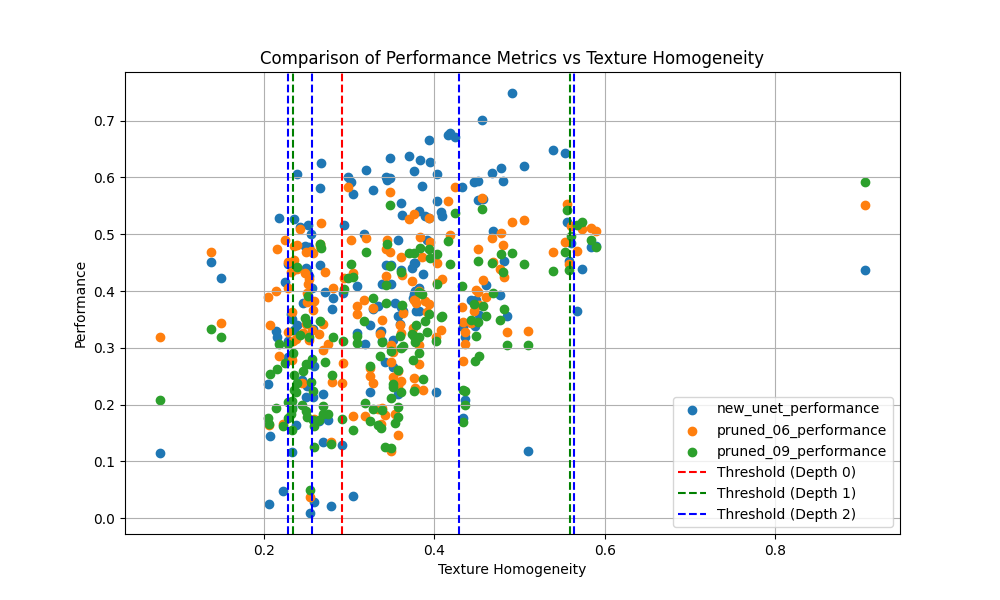 Comparison of Performance Metrics vs Texture Homogeneity
Performance
0.7
0.6
0.5
0.4
0.3
0.2
0.1
0.0
new_unet_performance
pruned_06_performance
pruned_09_performance
Threshold (Depth 0)
Threshold (Depth 1)
Threshold (Depth 2)
0.2 0.4 0.6 0.8
Texture Homogeneity